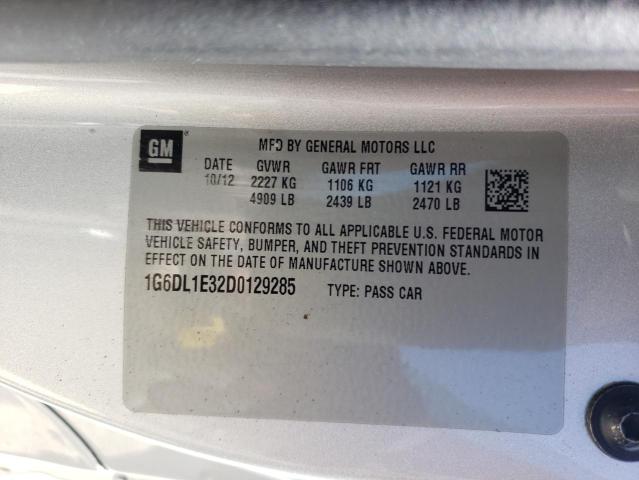 GM
MFD BY GENERAL MOTORS LLC
DATE GVWR GAWR FRT GAWR RR
10/12 2227 KG 1106 KG 1121 KG
4909 LB 2439 LB 2470 LB
THIS VEHICLE CONFORMS TO ALL APPLICABLE U.S. FEDERAL MOTOR
VEHICLE SAFETY, BUMPER, AND THEFT PREVENTION STANDARDS IN
EFFECT ON THE DATE OF MANUFACTURE SHOWN ABOVE.
1G6DL1E32D0129285 TYPE: PASS CAR